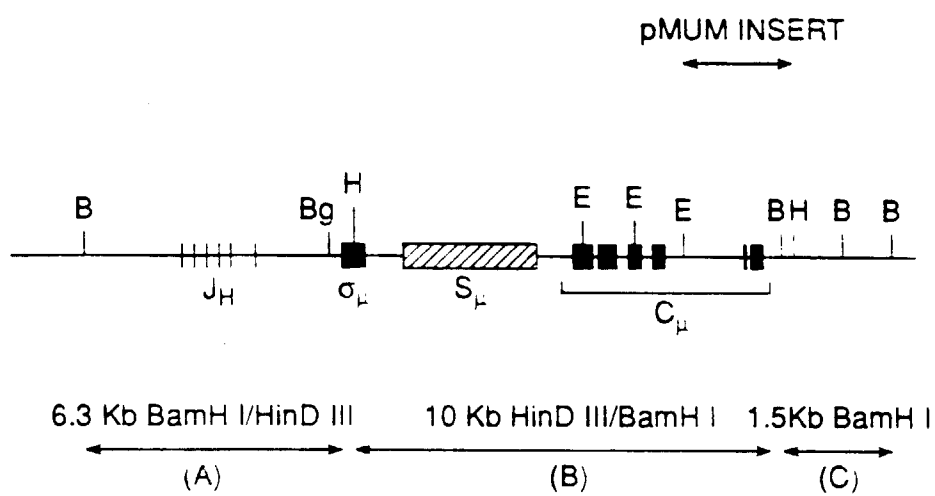 pMUM INSERT
B Bg H E E E B H B B
J_H σ_μ S_μ C_μ
6.3 Kb BamH I/HinD III 10 Kb HinD III/BamH I 1.5Kb BamH I
(A) (B) (C)